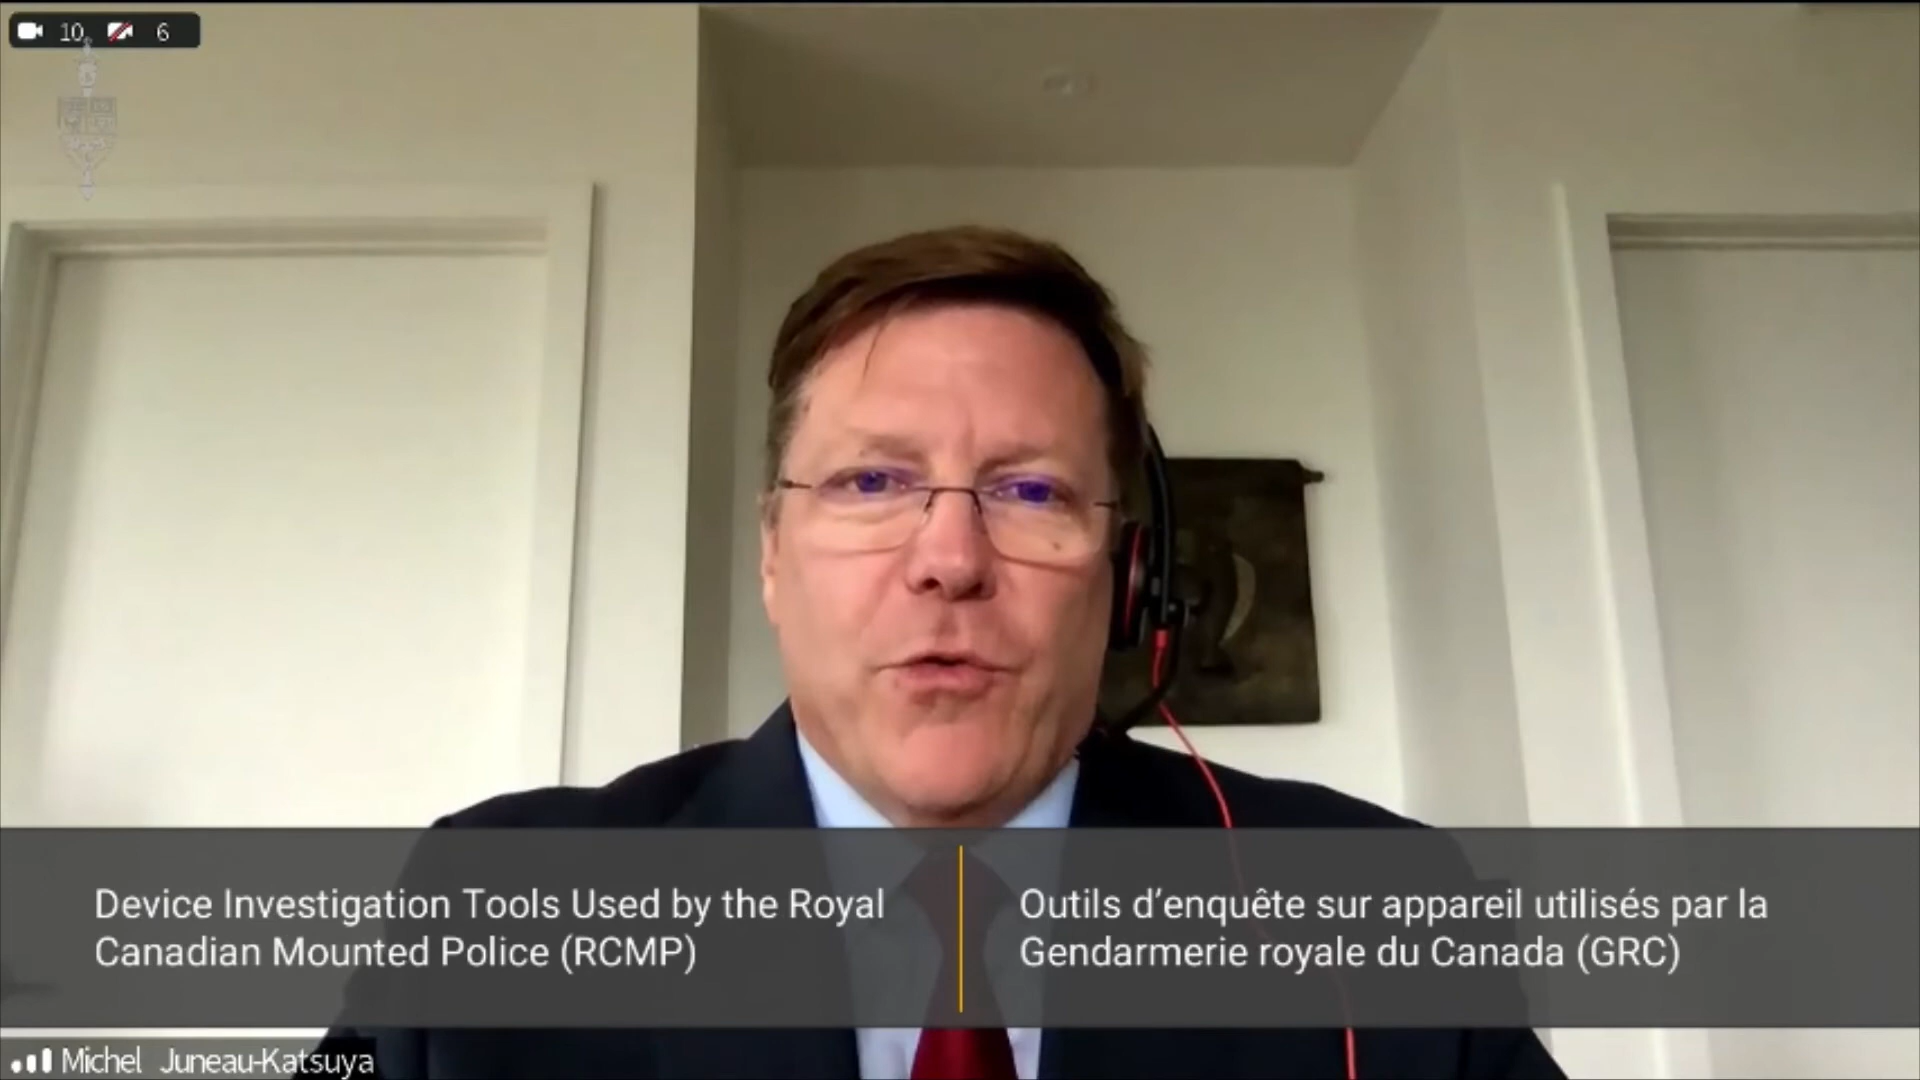 10 6
Device Investigation Tools Used by the Royal
Canadian Mounted Police (RCMP)
Outils d’enquête sur appareil utilisés par la
Gendarmerie royale du Canada (GRC)
Michel Juneau-Katsuya